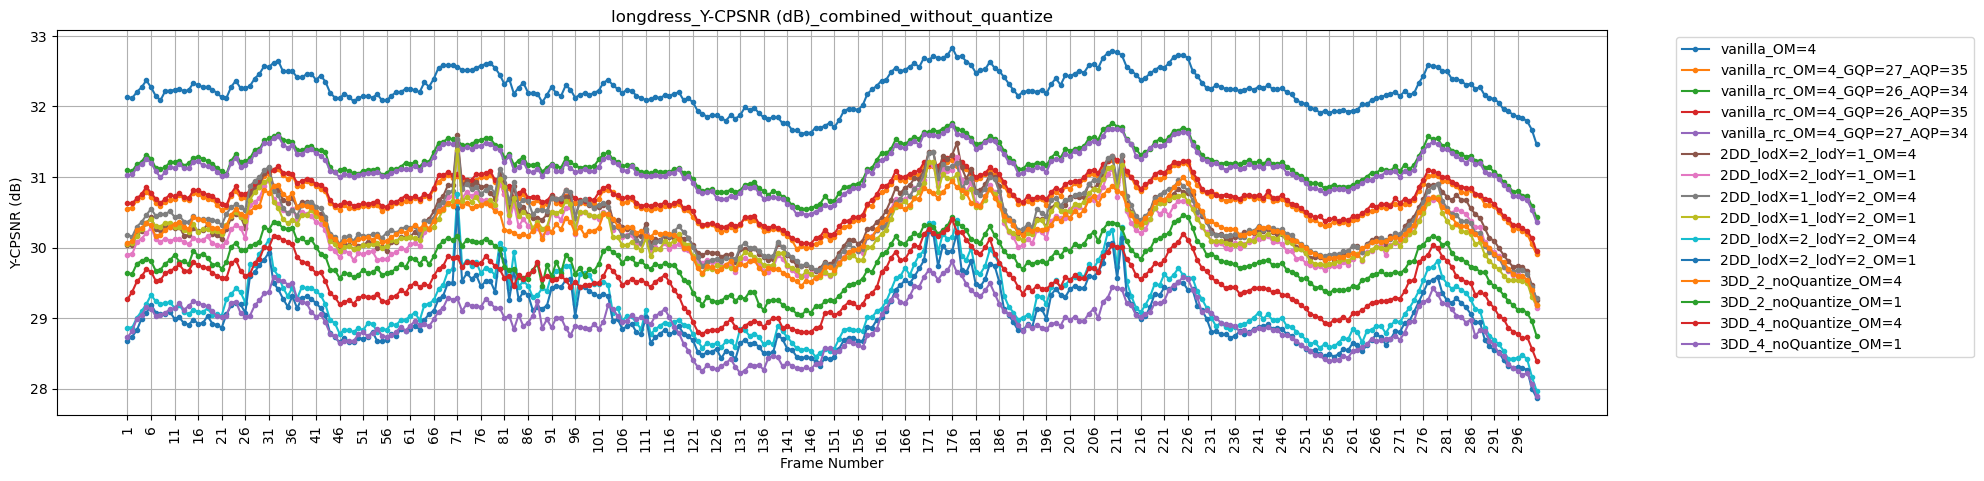 longdress_Y-CPSNR (dB)_combined_without_quantize
Y-CPSNR (dB)
33
32
31
30
29
28
1 6 11 16 21 26 31 36 41 46 51 56 61 66 71 76 81 86 91 96 101 106 111 116 121 126 131 136 141 146 151 156 161 166 171 176 181 186 191 196 201 206 211 216 221 226 231 236 241 246 251 256 261 266 271 276 281 286 291 296
Frame Number
vanilla_OM=4
vanilla_rc_OM=4_GQP=27_AQP=35
vanilla_rc_OM=4_GQP=26_AQP=34
vanilla_rc_OM=4_GQP=26_AQP=35
vanilla_rc_OM=4_GQP=27_AQP=34
2DD_lodX=2_lodY=1_OM=4
2DD_lodX=2_lodY=1_OM=1
2DD_lodX=1_lodY=2_OM=4
2DD_lodX=1_lodY=2_OM=1
2DD_lodX=2_lodY=2_OM=4
2DD_lodX=2_lodY=2_OM=1
3DD_2_noQuantize_OM=4
3DD_2_noQuantize_OM=1
3DD_4_noQuantize_OM=4
3DD_4_noQuantize_OM=1